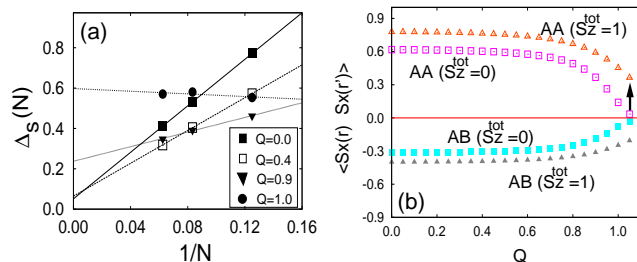 (a)
1.0
0.8
0.6
0.4
0.2
0.0
Δs(N)
0.00
0.04
0.08
0.12
0.16
1/N
Q=0.0
Q=0.4
Q=0.9
Q=1.0
0.9
0.6
0.3
0.0
-0.3
-0.6
-0.9
<Sx(r) Sx(r')>
AA (Sz^tot=1)
AA (Sz^tot=0)
AB (Sz^tot=0)
AB (Sz^tot=1)
(b)
0.0
0.2
0.4
0.6
0.8
1.0
Q